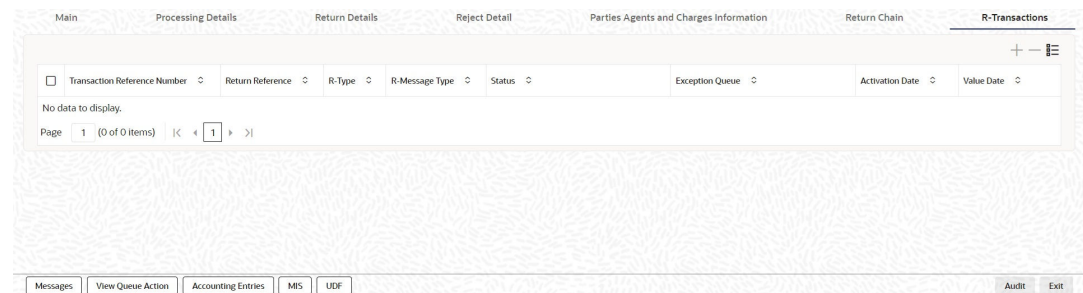 Main Processing Details Return Details Reject Detail Parties Agents and Charges Information Return Chain R-Transactions
Transaction Reference Number Return Reference R-Type R-Message Type Status Exception Queue Activation Date Value Date
No data to display.
Page 1 (0 of 0 items) 1
Messages View Queue Action Accounting Entries MIS UDF Audit Exit